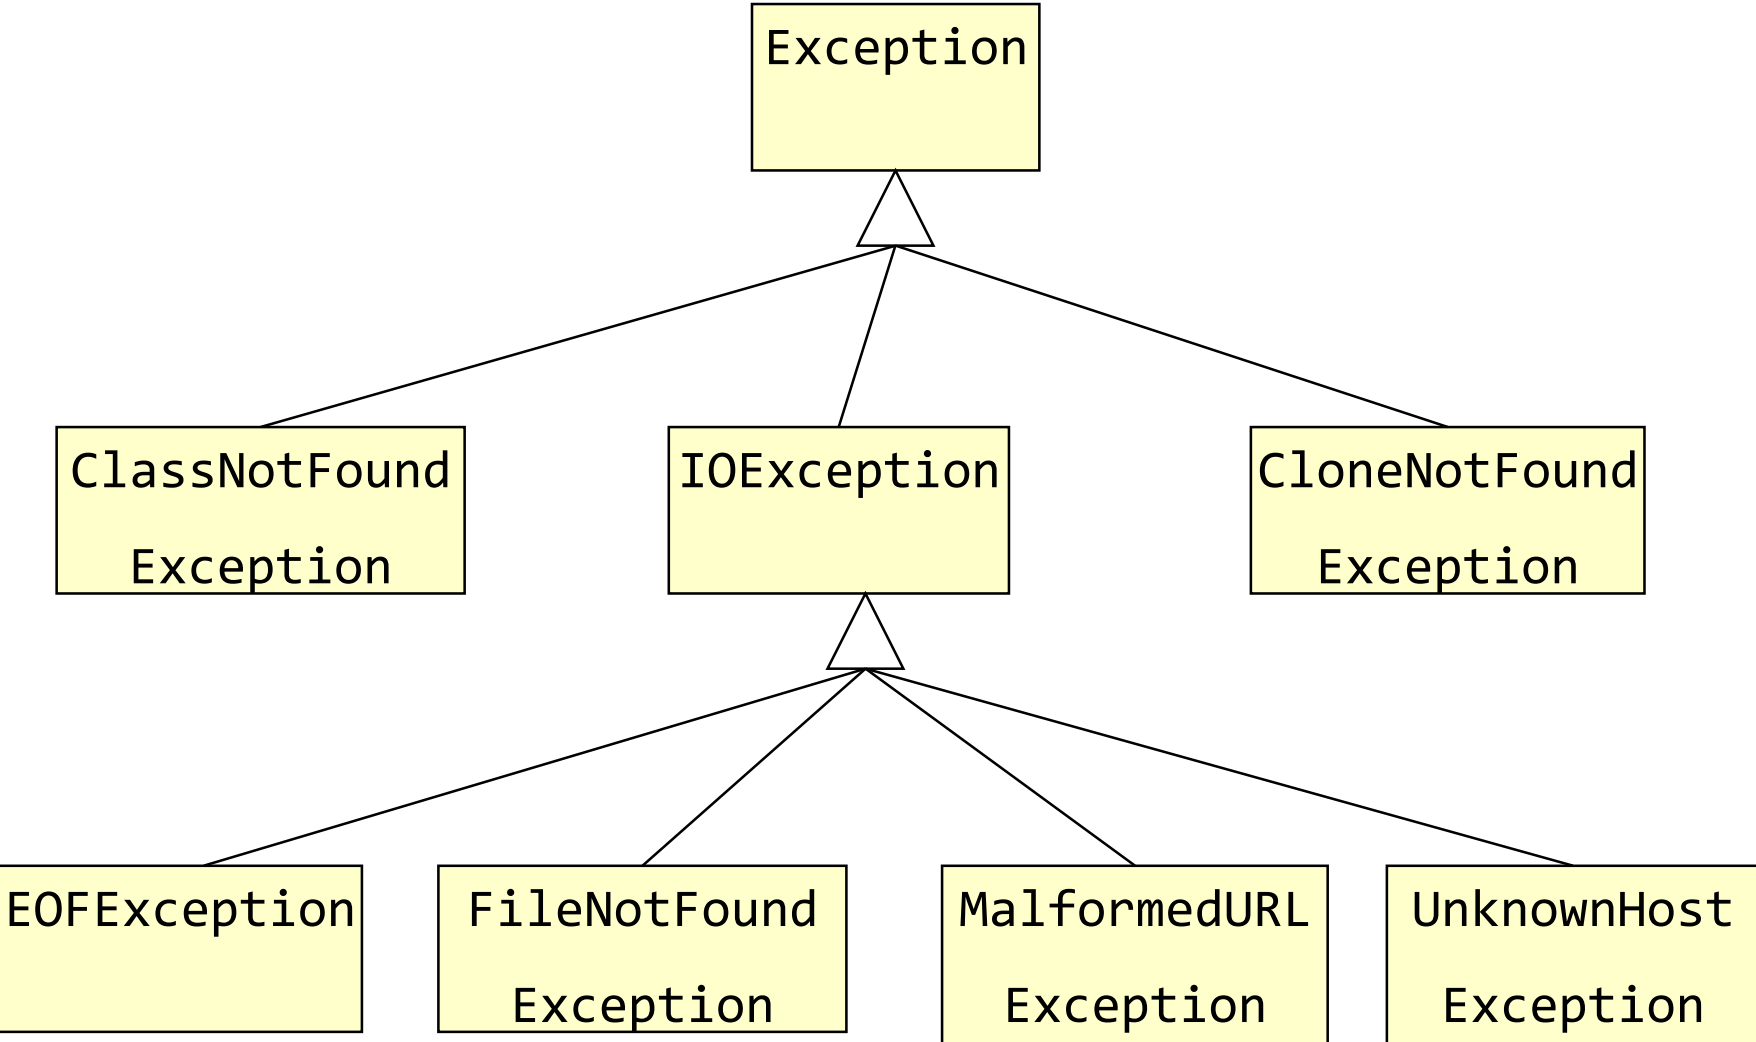 Exception
ClassNotFound
Exception
IOException
CloneNotFound
Exception
EOFException
FileNotFound
Exception
MalformedURL
Exception
UnknownHost
Exception